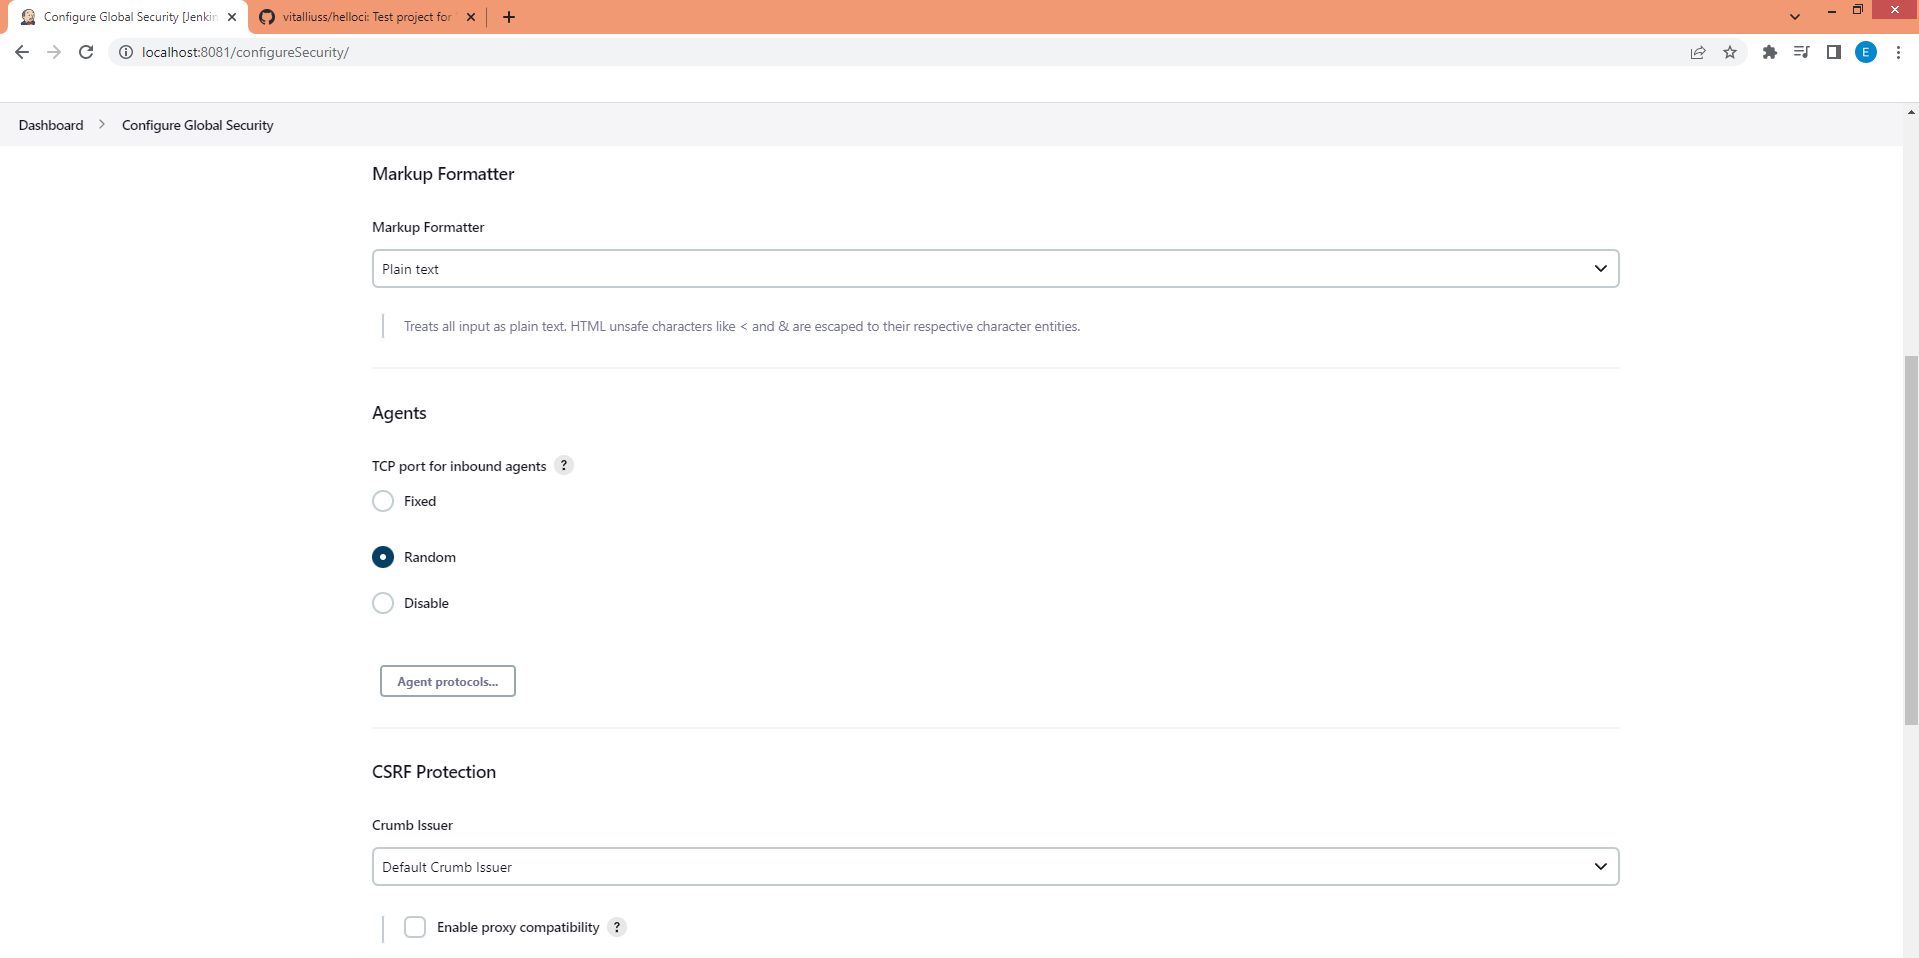 Configure Global Security [Jenkin
vitalliuss/helloci: Test project for
localhost:8081/configureSecurity/
E
Dashboard
Configure Global Security
Markup Formatter
Markup Formatter
Plain text
Treats all input as plain text. HTML unsafe characters like < and & are escaped to their respective character entities.
Agents
TCP port for inbound agents ?
Fixed
Random
Disable
Agent protocols...
CSRF Protection
Crumb Issuer
Default Crumb Issuer
Enable proxy compatibility ?